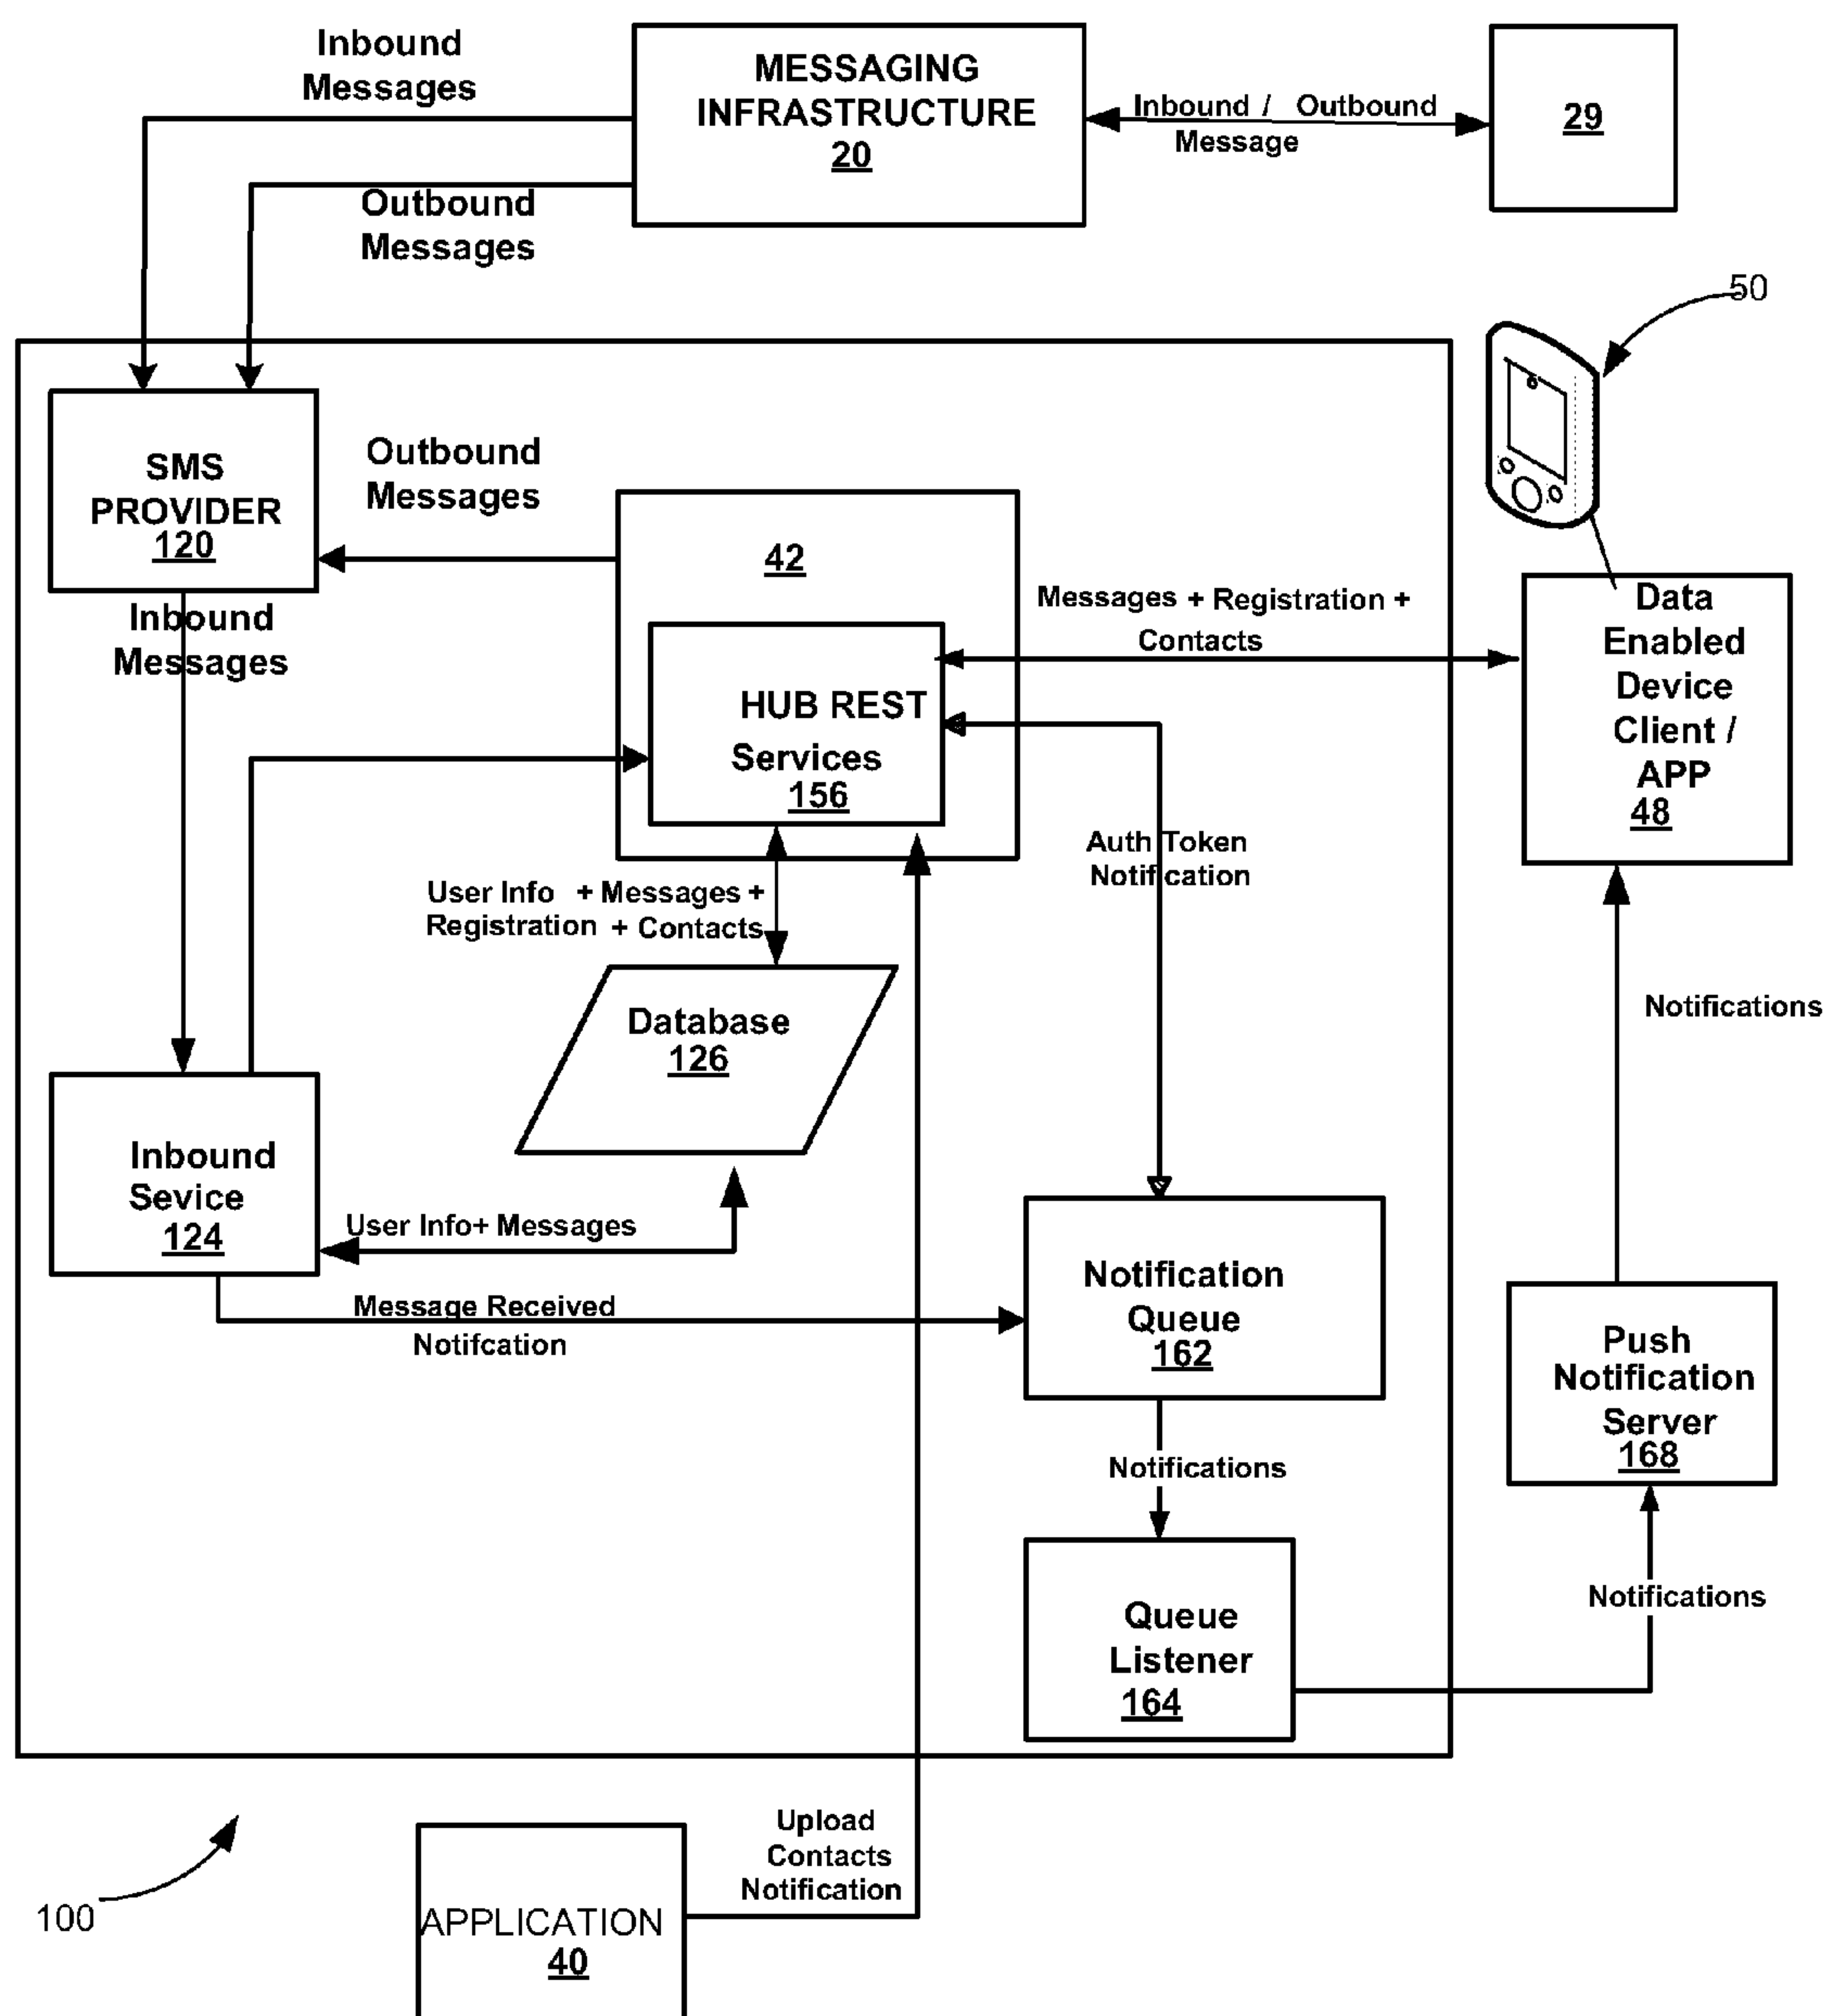 Inbound
Messages
MESSAGING
INFRASTRUCTURE
20
Inbound / Outbound
Message
29
Outbound
Messages
50
SMS
PROVIDER
120
Outbound
Messages
42
Inbound
Messages
Messages + Registration +
Contacts
Data
Enabled
Device
Client /
APP
48
HUB REST
Services
156
Auth Token
Notification
User Info + Messages +
Registration + Contacts
Database
126
Notifications
Inbound
Sevice
124
User Info+ Messages
Message Received
Notifcation
Notification
Queue
162
Push
Notification
Server
168
Notifications
Queue
Listener
164
Notifications
100
Upload
Contacts
Notification
APPLICATION
40